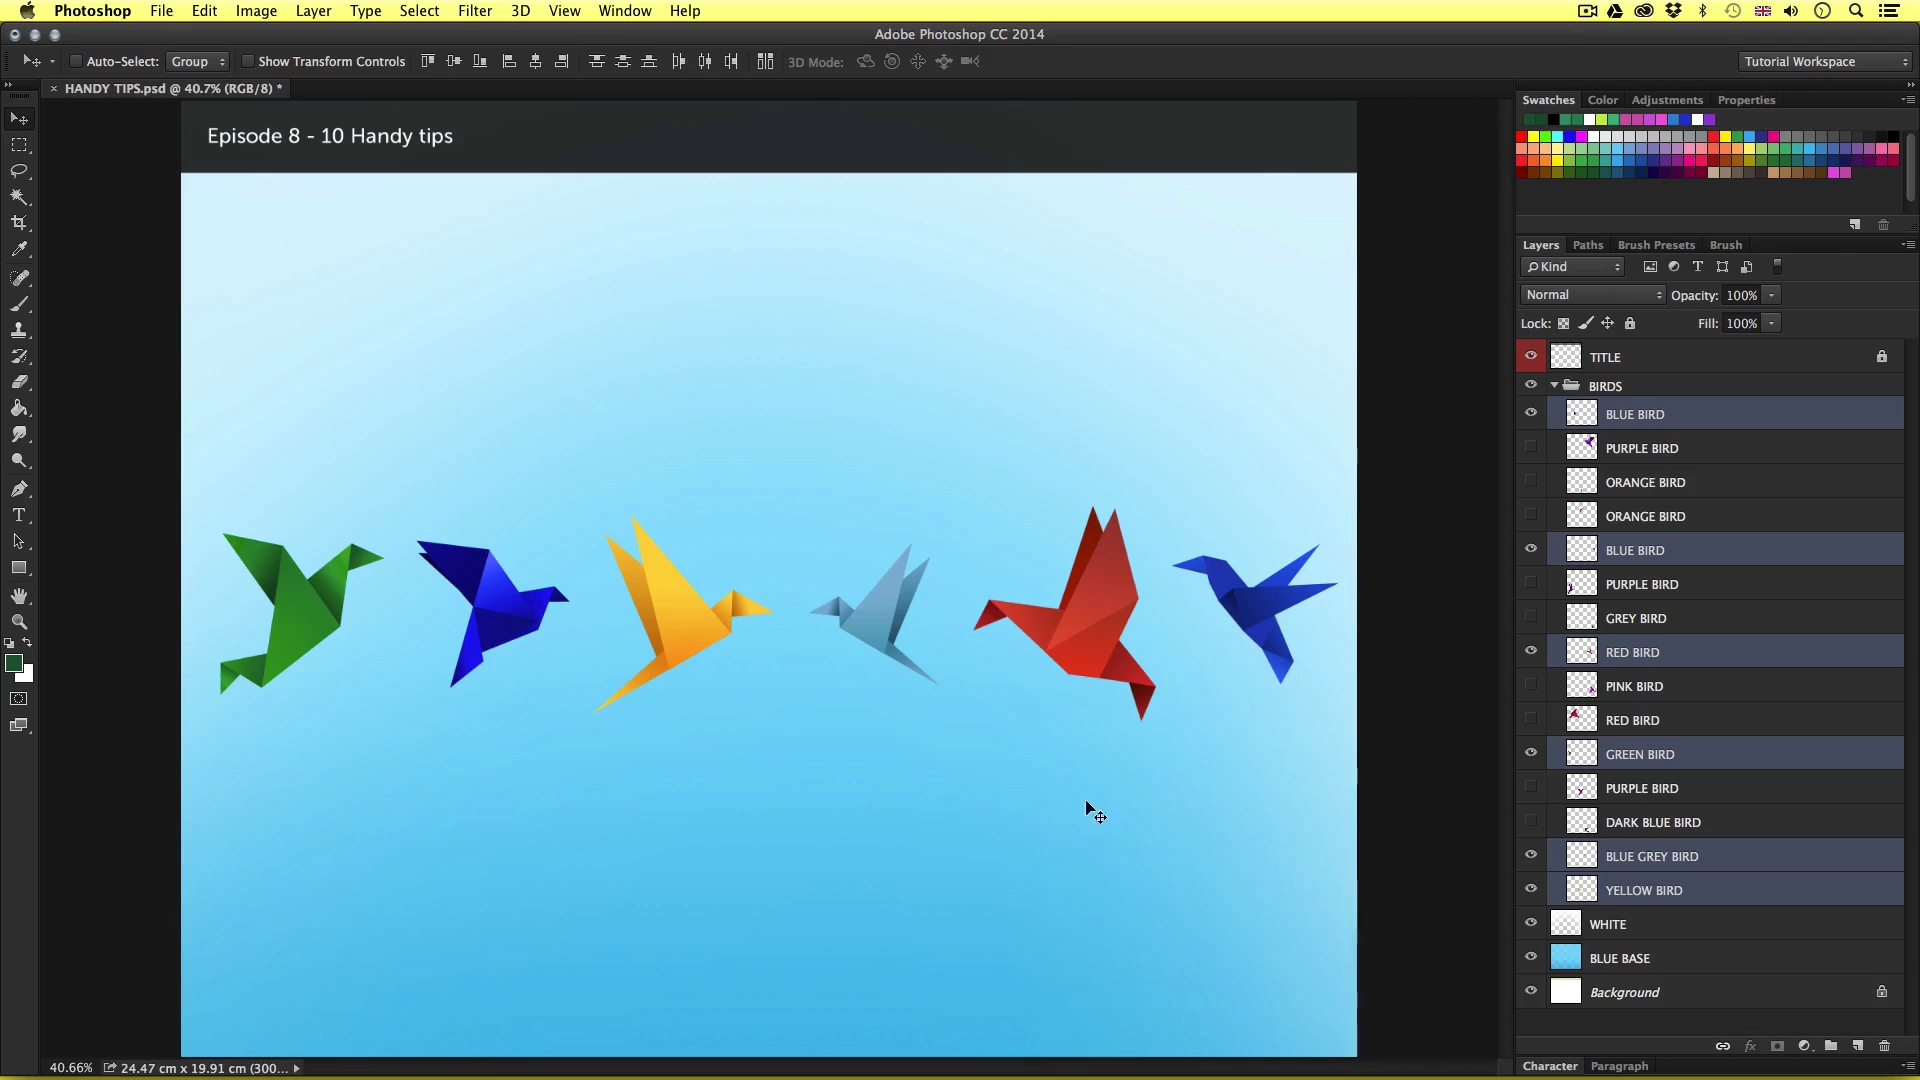 Photoshop File Edit Image Layer Type Select Filter 3D View Window Help
Adobe Photoshop CC 2014
Auto-Select: Group Show Transform Controls 3D Mode: Tutorial Workspace
× HANDY TIPS.psd @ 40.7% (RGB/8) *
Episode 8 - 10 Handy tips
Swatches Color Adjustments Properties
Layers Paths Brush Presets Brush
Kind
Normal Opacity: 100%
Lock: Fill: 100%
TITLE
BIRDS
BLUE BIRD
PURPLE BIRD
ORANGE BIRD
ORANGE BIRD
BLUE BIRD
PURPLE BIRD
GREY BIRD
RED BIRD
PINK BIRD
RED BIRD
GREEN BIRD
PURPLE BIRD
DARK BLUE BIRD
BLUE GREY BIRD
YELLOW BIRD
WHITE
BLUE BASE
Background
Character Paragraph
40.66% 24.47 cm x 19.91 cm (300...